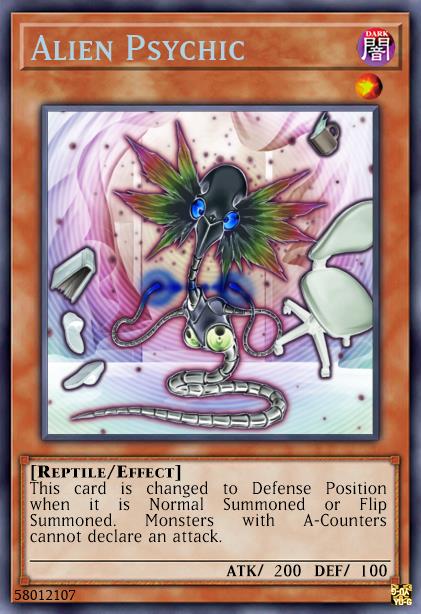 Alien Psychic
DARK
闇
[Reptile/Effect]
This card is changed to Defense Position
when it is Normal Summoned or Flip
Summoned. Monsters with A-Counters
cannot declare an attack.
ATK/ 200 DEF/ 100
58012107